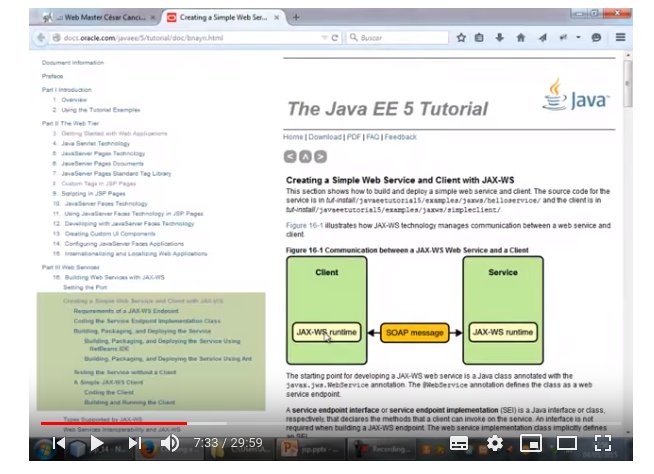 .:: Web Master César Canci...
Creating a Simple Web Ser...
docs.oracle.com/javaee/5/tutorial/doc/bnayn.html
Buscar
Document Information
Preface
Part I Introduction
1. Overview
2. Using the Tutorial Examples
Part II The Web Tier
3. Getting Started with Web Applications
4. Java Servlet Technology
5. JavaServer Pages Technology
6. JavaServer Pages Documents
7. JavaServer Pages Standard Tag Library
8. Custom Tags in JSP Pages
9. Scripting in JSP Pages
10. JavaServer Faces Technology
11. Using JavaServer Faces Technology in JSP Pages
12. Developing with JavaServer Faces Technology
13. Creating Custom UI Components
14. Configuring JavaServer Faces Applications
15. Internationalizing and Localizing Web Applications
Part III Web Services
16. Building Web Services with JAX-WS
Setting the Port
Creating a Simple Web Service and Client with JAX-WS
Requirements of a JAX-WS Endpoint
Coding the Service Endpoint Implementation Class
Building, Packaging, and Deploying the Service
Building, Packaging, and Deploying the Service Using
NetBeans IDE
Building, Packaging, and Deploying the Service Using Ant
Testing the Service without a Client
A Simple JAX-WS Client
Coding the Client
Building and Running the Client
Types Supported by JAX-WS
Web Services Interoperability and JAX-WS
The Java EE 5 Tutorial
Java
Home | Download | PDF | FAQ | Feedback
Creating a Simple Web Service and Client with JAX-WS
This section shows how to build and deploy a simple web service and client. The source code for the
service is in tut-install/javaeetutorial5/examples/jaxws/helloservice/ and the client is in
tut-install/javaeetutorial5/examples/jaxws/simpleclient/.
Figure 16-1 illustrates how JAX-WS technology manages communication between a web service and
client.
Figure 16-1 Communication between a JAX-WS Web Service and a Client
Client
Service
JAX-WS runtime
SOAP message
JAX-WS runtime
The starting point for developing a JAX-WS web service is a Java class annotated with the
javax.jws.WebService annotation. The @WebService annotation defines the class as a web
service endpoint.
A service endpoint interface or service endpoint implementation (SEI) is a Java interface or class,
respectively, that declares the methods that a client can invoke on the service. An interface is not
required when building a JAX-WS endpoint. The web service implementation class implicitly defines
an SEI.
7:33 / 29:59
pp.pptx - ...
Recording...